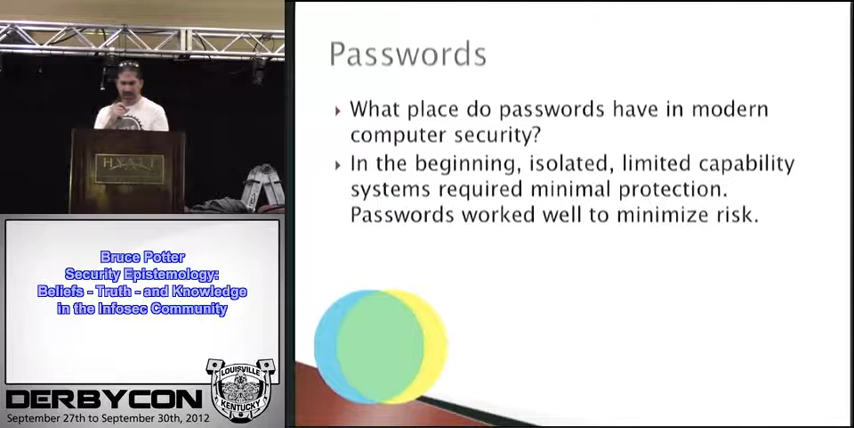 Passwords
What place do passwords have in modern
computer security?
In the beginning, isolated, limited capability
systems required minimal protection.
Passwords worked well to minimize risk.
HYATT
Bruce Potter
Security Epistemology:
Beliefs - Truth - and Knowledge
in the Infosec Community
LOUISVILLE
KENTUCKY
DERBYCON
September 27th to September 30th, 2012